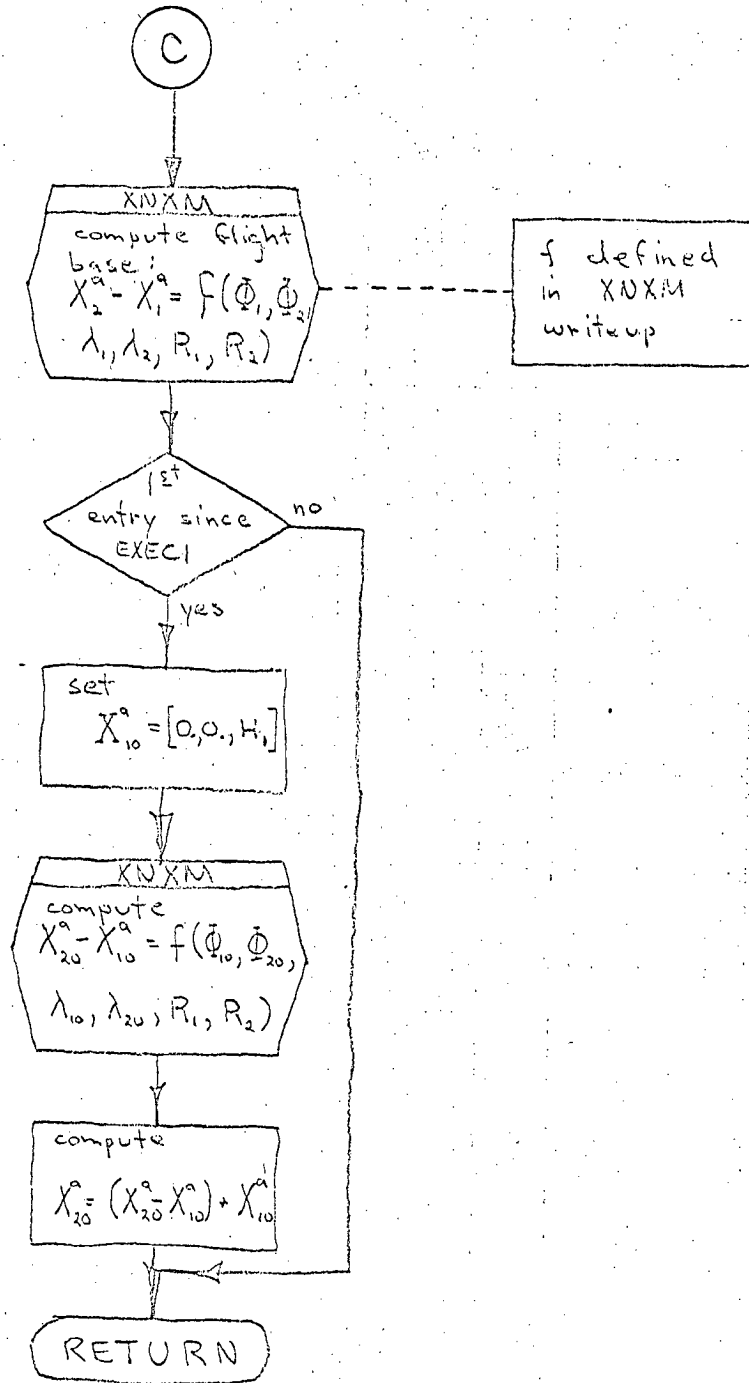 C
XNXM
compute flight
base:
X₂ᵃ - X₁ᵃ = f(Φ₁, Φ₂,
λ₁, λ₂, R₁, R₂)
f defined
in XNXM
writeup
1st
entry since
EXEC1
no
yes
set
X₁₀ᵃ = [0., 0., H₁]
XNXM
compute
X₂₀ᵃ - X₁₀ᵃ = f(Φ₁₀, Φ₂₀,
λ₁₀, λ₂₀, R₁, R₂)
compute
X₂₀ᵃ = (X₂₀ᵃ - X₁₀ᵃ) + X₁₀ᵃ
RETURN